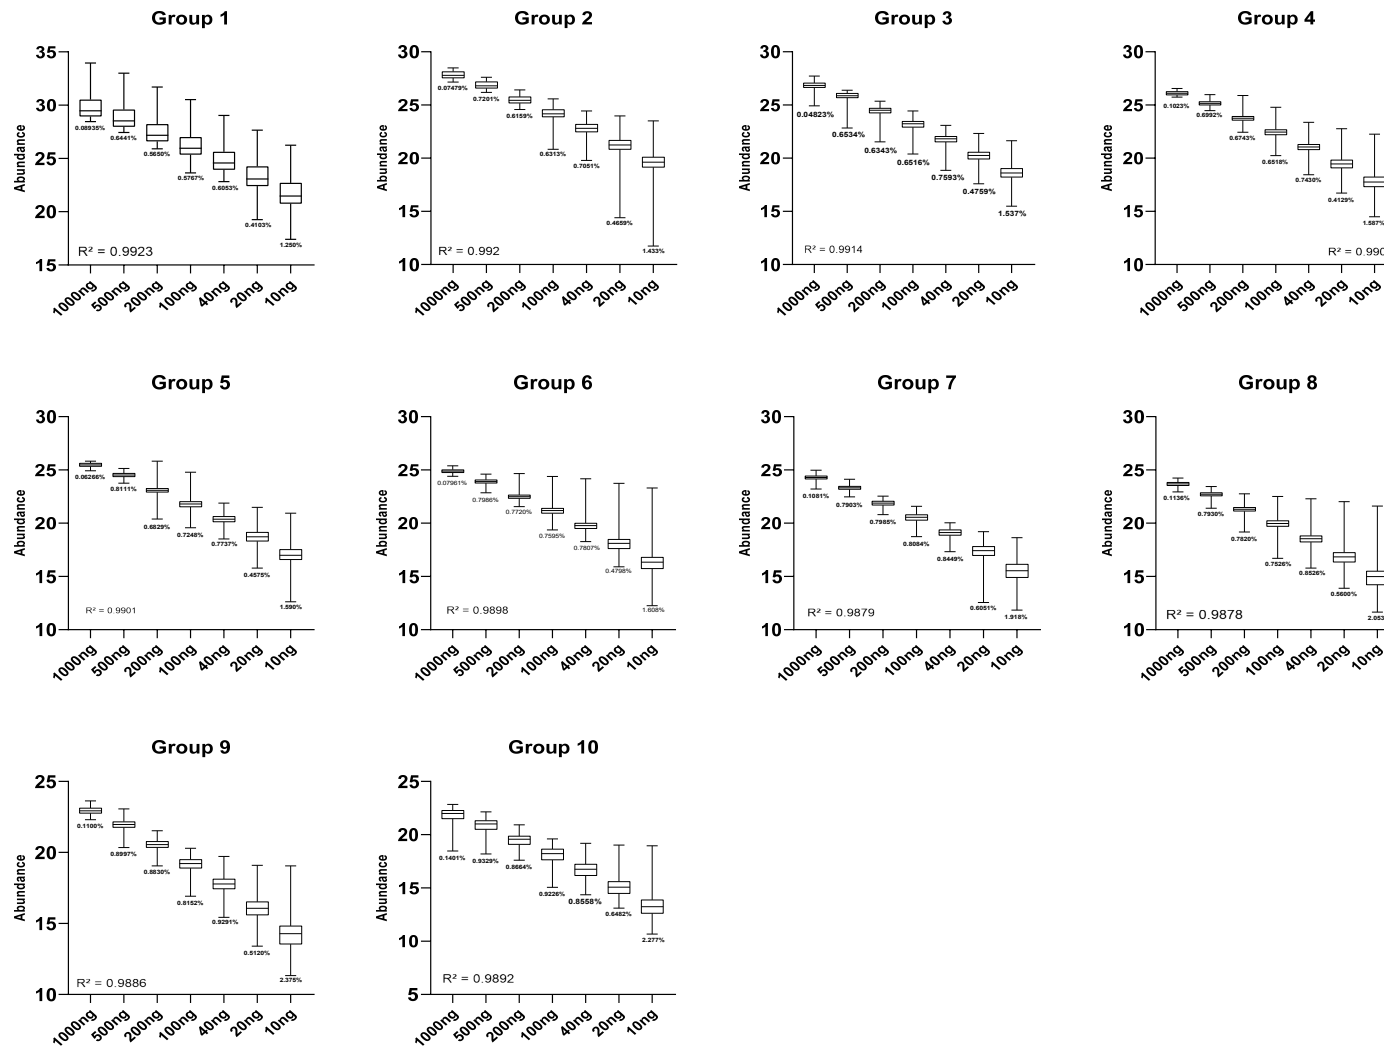 Group 1
35
30
25
20
15
Abundance
0.08935%
0.6441%
0.5650%
0.5767%
0.6053%
0.4103%
1.250%
R² = 0.9923
1000ng
500ng
200ng
100ng
40ng
20ng
10ng
Group 2
30
25
20
15
10
Abundance
0.07479%
0.7201%
0.6159%
0.6313%
0.7051%
0.4659%
1.433%
R² = 0.992
1000ng
500ng
200ng
100ng
40ng
20ng
10ng
Group 3
30
25
20
15
10
Abundance
0.04823%
0.6534%
0.6343%
0.6516%
0.7593%
0.4759%
1.537%
R² = 0.9914
1000ng
500ng
200ng
100ng
40ng
20ng
10ng
Group 4
30
25
20
15
10
Abundance
0.1023%
0.6992%
0.6743%
0.6518%
0.7430%
0.4129%
1.587%
R² = 0.990
1000ng
500ng
200ng
100ng
40ng
20ng
10ng
Group 5
30
25
20
15
10
Abundance
0.06266%
0.8111%
0.6829%
0.7248%
0.7737%
0.4575%
1.590%
R² = 0.9901
1000ng
500ng
200ng
100ng
40ng
20ng
10ng
Group 6
30
25
20
15
10
Abundance
0.07961%
0.7986%
0.7720%
0.7595%
0.7807%
0.4798%
1.608%
R² = 0.9898
1000ng
500ng
200ng
100ng
40ng
20ng
10ng
Group 7
30
25
20
15
10
Abundance
0.1081%
0.7903%
0.7985%
0.8084%
0.8449%
0.6051%
1.918%
R² = 0.9879
1000ng
500ng
200ng
100ng
40ng
20ng
10ng
Group 8
30
25
20
15
10
Abundance
0.1136%
0.7930%
0.7820%
0.7526%
0.8526%
0.5600%
2.053
R² = 0.9878
1000ng
500ng
200ng
100ng
40ng
20ng
10ng
Group 9
25
20
15
10
Abundance
0.1100%
0.8997%
0.8830%
0.8152%
0.9291%
0.5120%
2.375%
R² = 0.9886
1000ng
500ng
200ng
100ng
40ng
20ng
10ng
Group 10
25
20
15
10
5
Abundance
0.1401%
0.9329%
0.8664%
0.9226%
0.8558%
0.6482%
2.277%
R² = 0.9892
1000ng
500ng
200ng
100ng
40ng
20ng
10ng